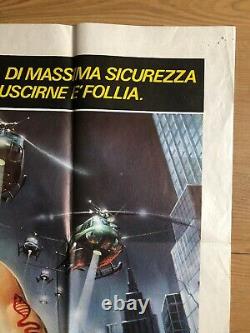 DI MASSIMA SICUREZZA
USCIRNE E' FOLLIA.